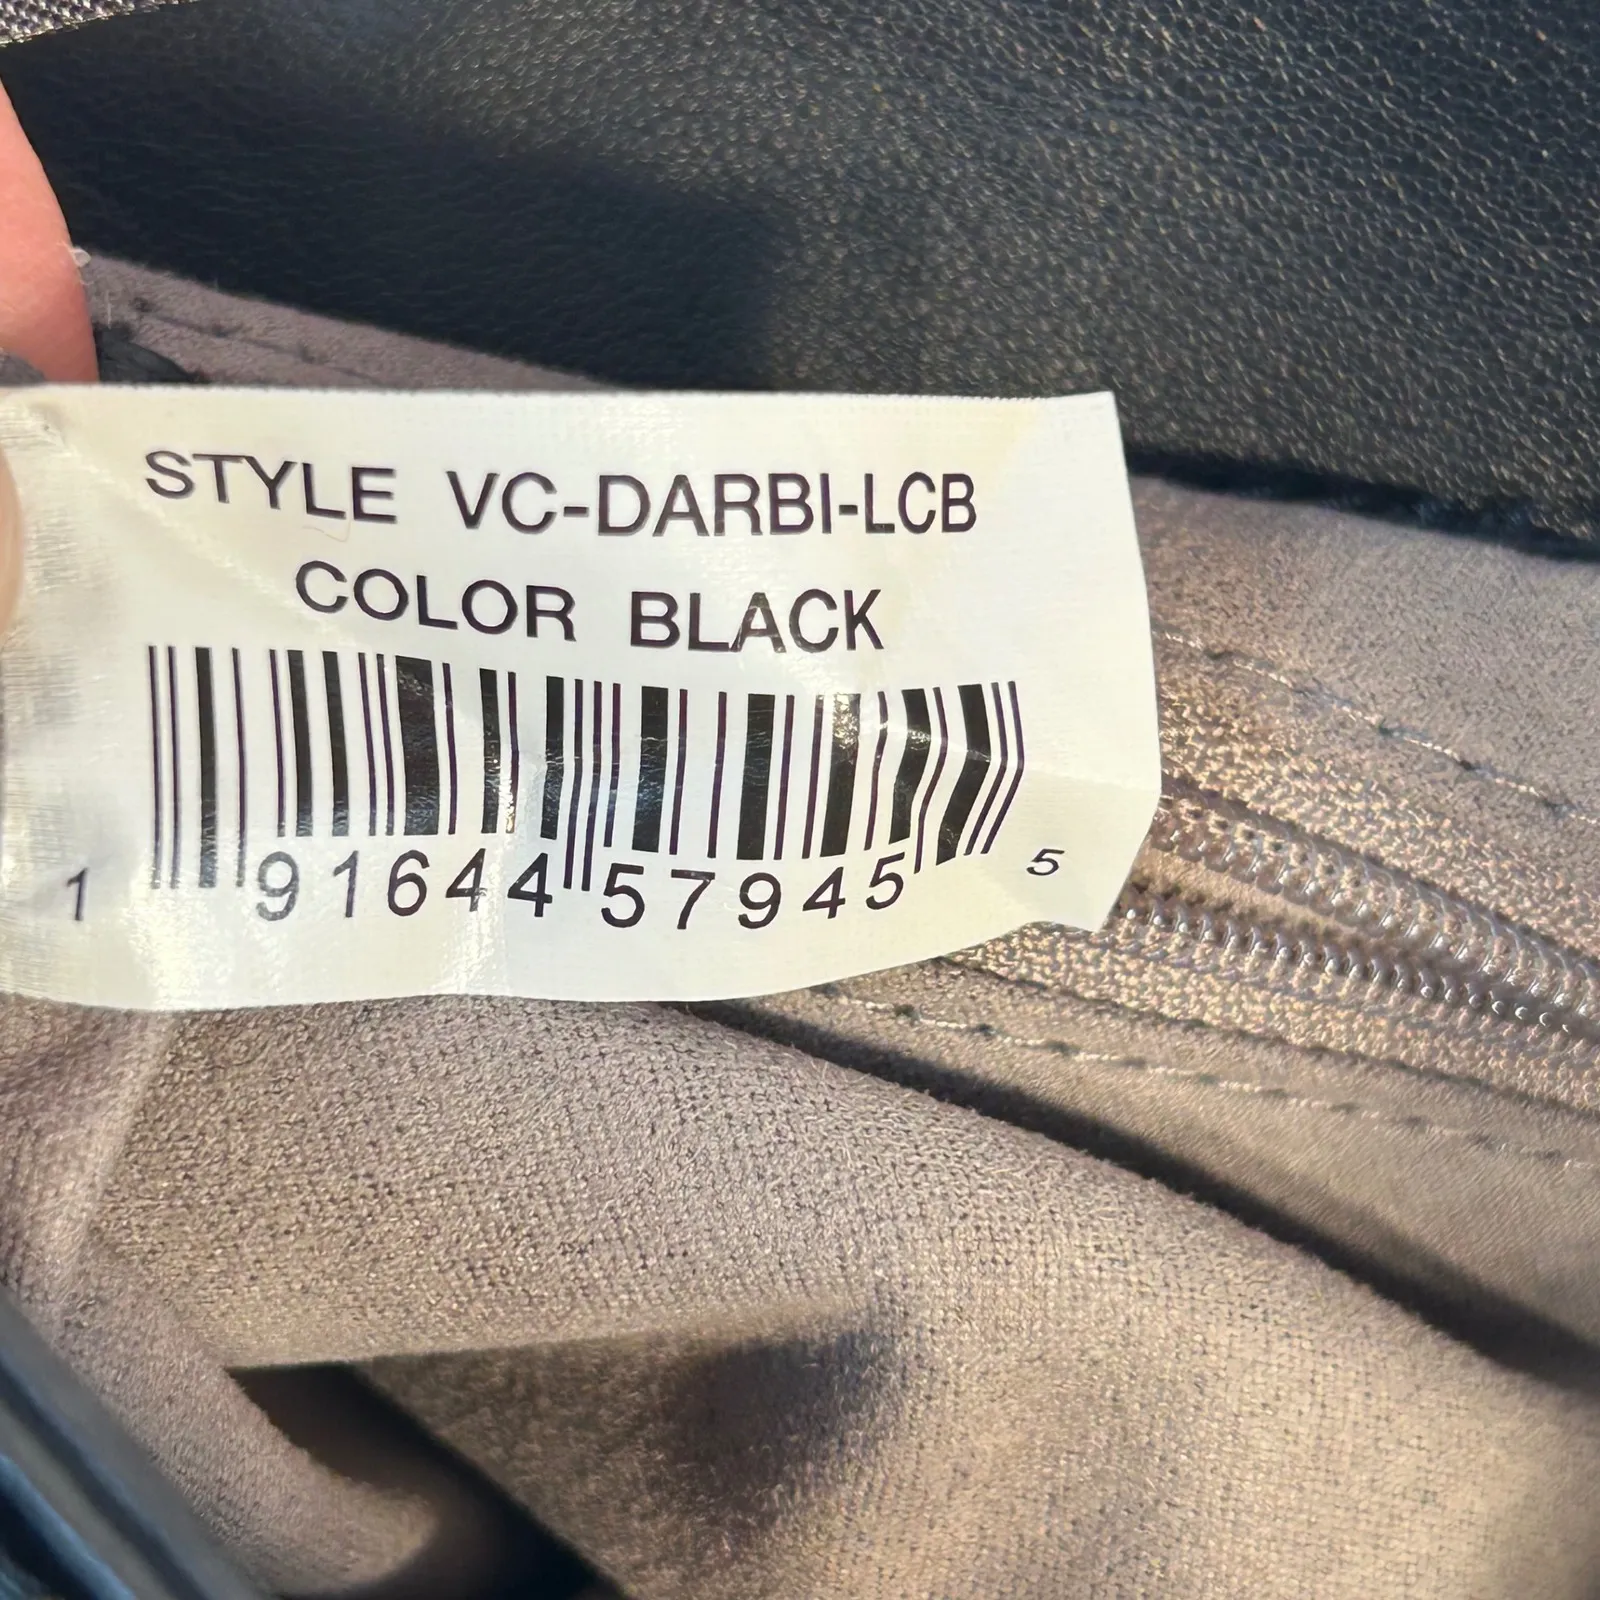 STYLE VC-DARBI-LCB
COLOR BLACK
1 91644 57945 5